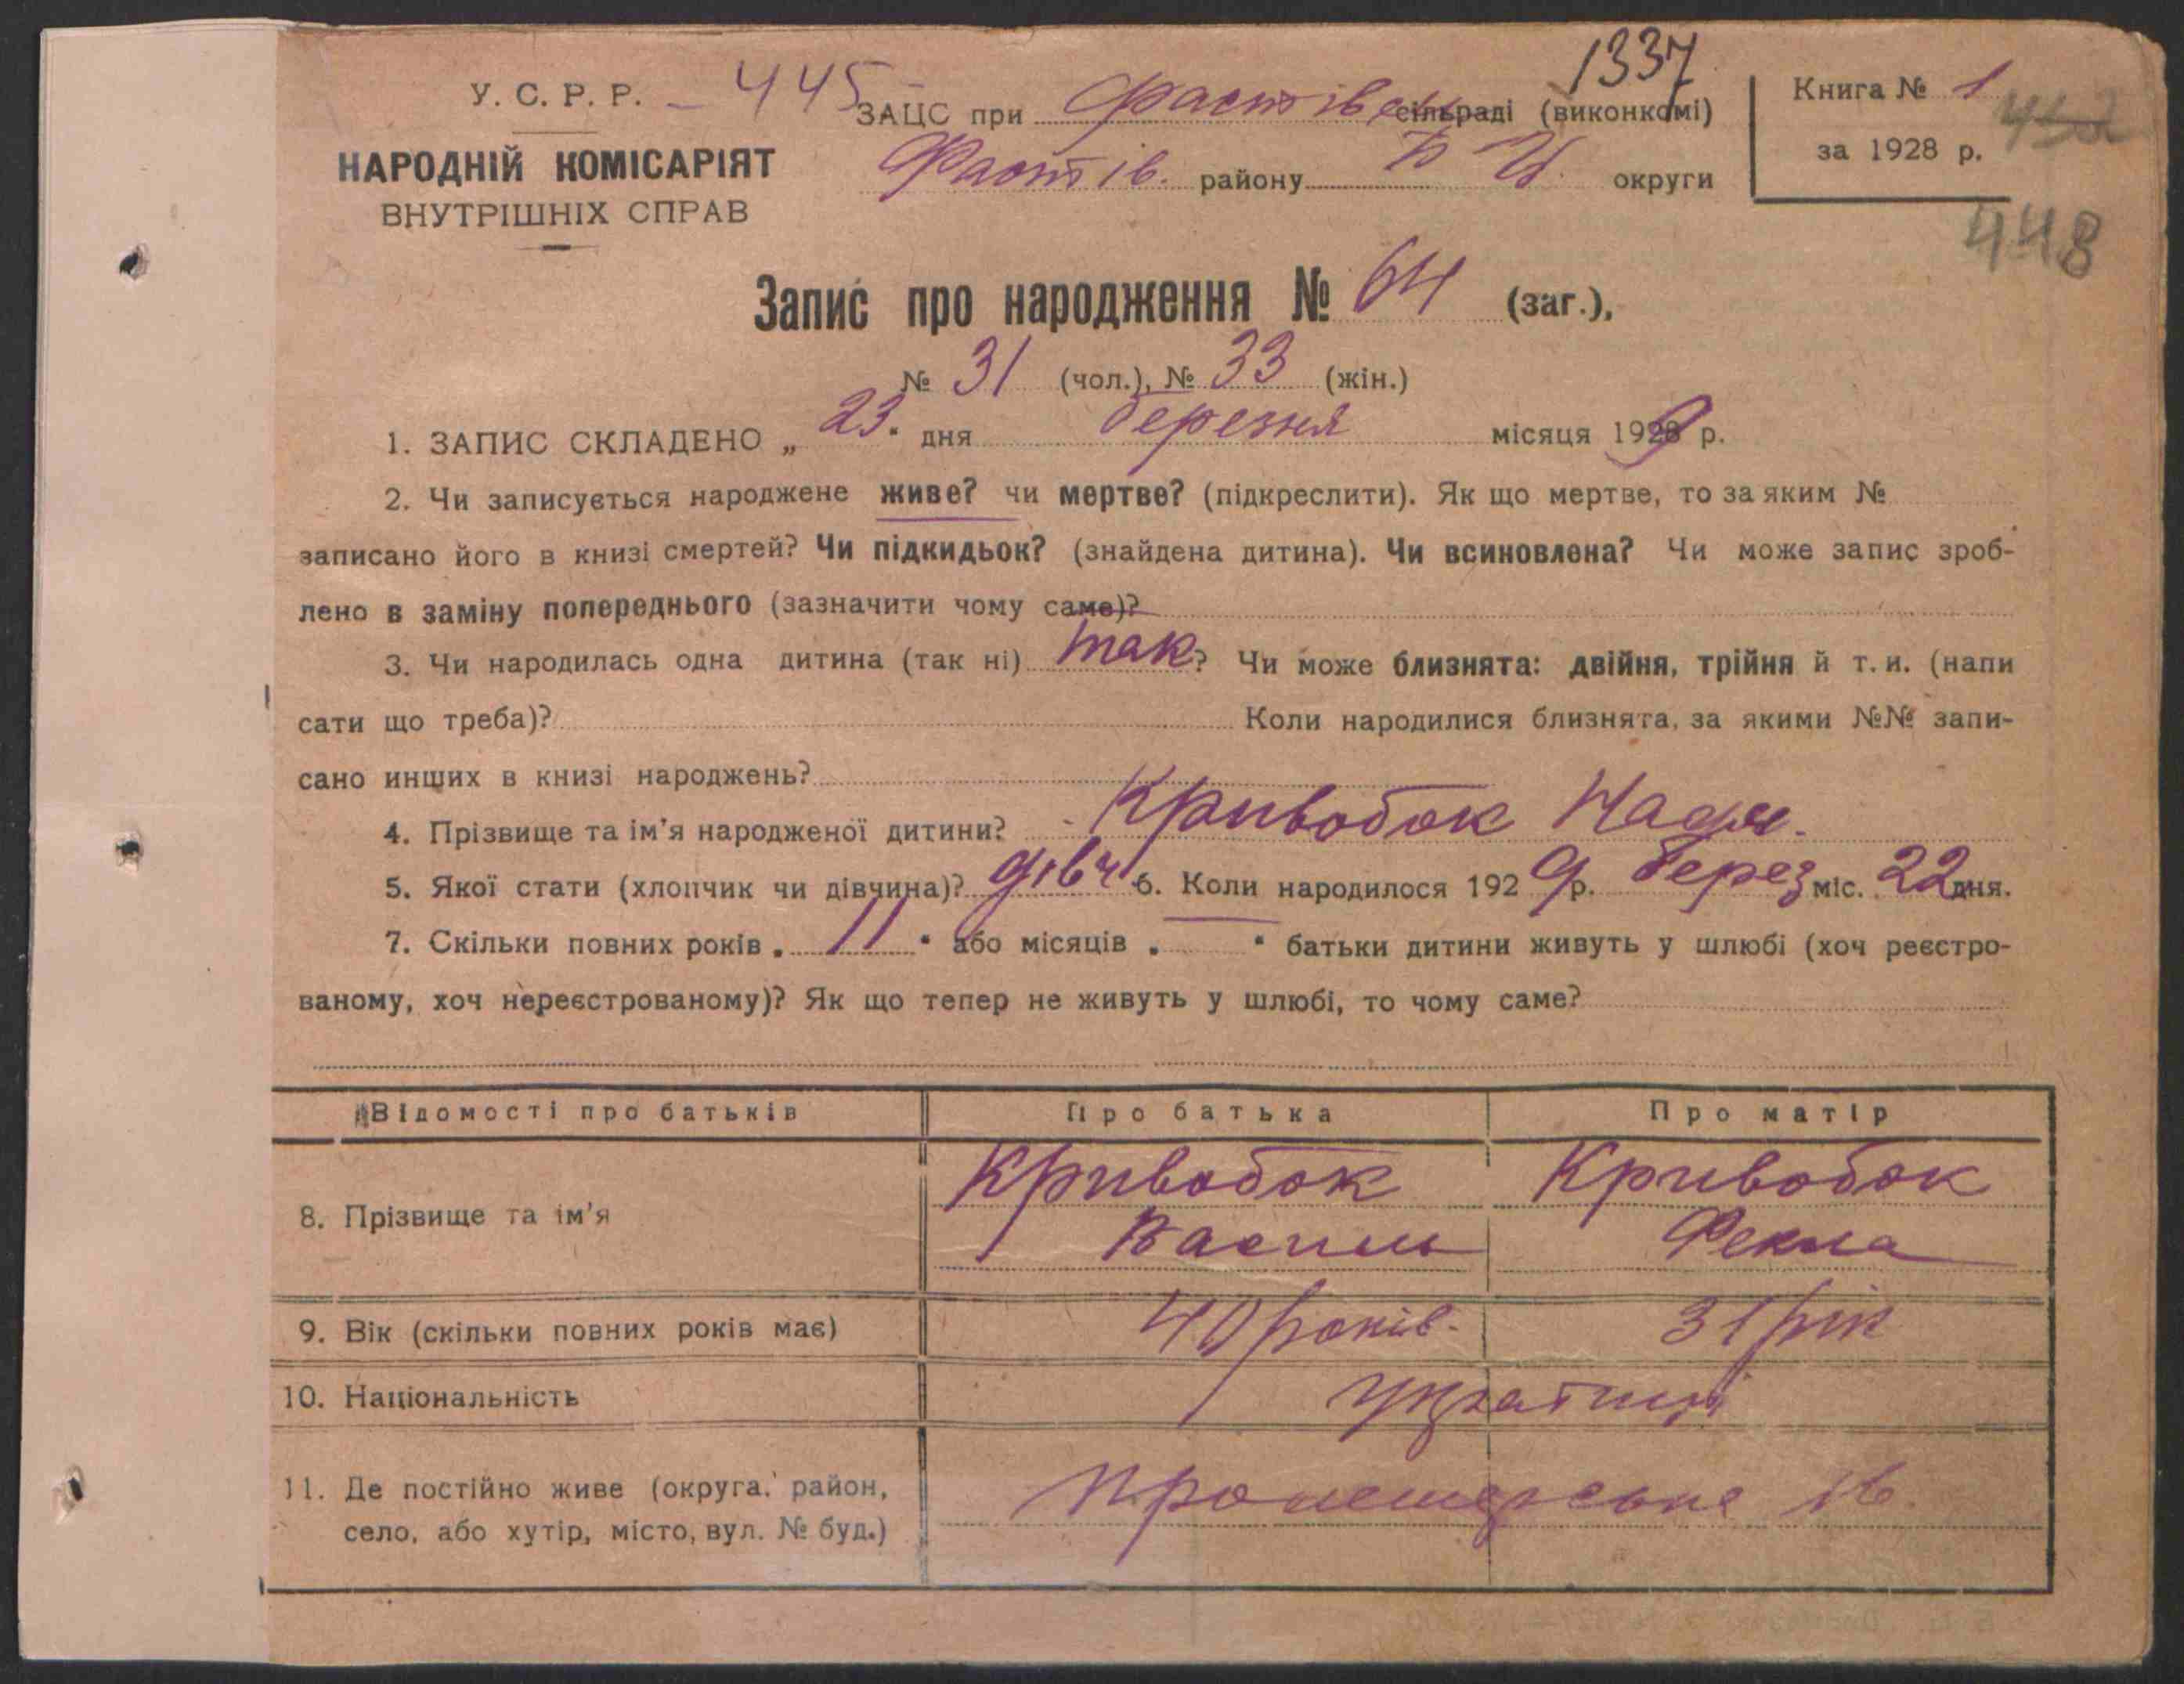 У. С. Р. Р. – 445
НАРОДНІЙ КОМІСАРІЯТ
ВНУТРІШНІХ СПРАВ
1337
ЗАЦС при Фастівськ сільраді (виконкомі)
Фастів. району Б Ц. округи
Книга № 1
за 1928 р.
448
Запис про народження № 64 (заг.),
№ 31 (чол.), № 33 (жін.)
1. ЗАПИС СКЛАДЕНО „ 23 " дня березня місяця 1929 р.
2. Чи записується народжене живе? чи мертве? (підкреслити). Як що мертве, то за яким №
записано його в книзі смертей? Чи підкидьок? (знайдена дитина). Чи всиновлена? Чи може запис зроб-
лено в заміну попереднього (зазначити чому саме)?
3. Чи народилась одна дитина (так ні) так? Чи може близнята: двійня, трійня й т. и. (напи
сати що треба)? Коли народилися близнята, за якими №№ запи-
сано инших в книзі народжень?
4. Прізвище та ім'я народженої дитини? Кривобок Надя.
5. Якої стати (хлопчик чи дівчина)? дівч 6. Коли народилося 1929 р. берез міс. 22 дня.
7. Скільки повних років „ 11 " або місяців „ " батьки дитини живуть у шлюбі (хоч реєстро-
ваному, хоч нереєстрованому)? Як що тепер не живуть у шлюбі, то чому саме?
Відомості про батьків Про батька Про матір
8. Прізвище та ім'я Кривобок Василь Кривобок Фекла
9. Вік (скільки повних років має) 40 років. 31 рік
10. Національність українці
11. Де постійно живе (округа, район,
село, або хутір, місто, вул. № буд.) 16.